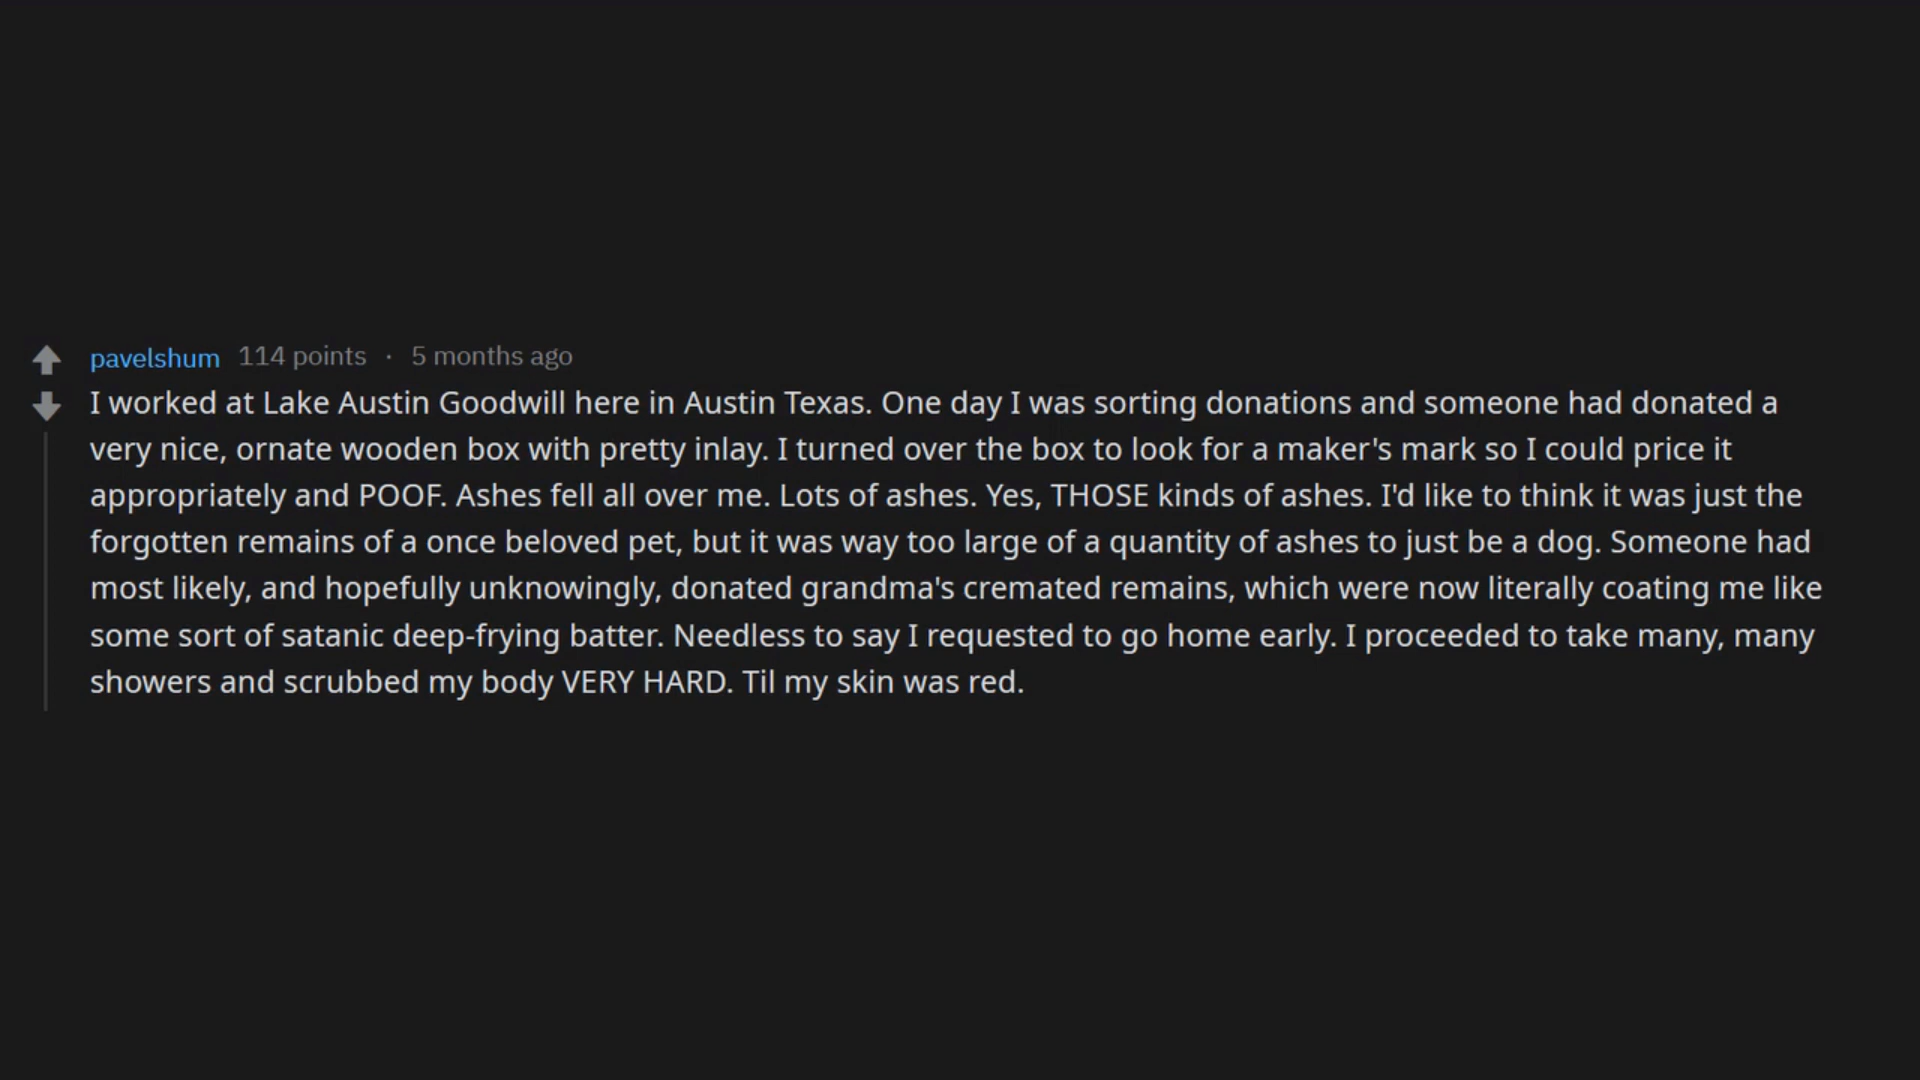 pavelshum 114 points · 5 months ago
I worked at Lake Austin Goodwill here in Austin Texas. One day I was sorting donations and someone had donated a
very nice, ornate wooden box with pretty inlay. I turned over the box to look for a maker's mark so I could price it
appropriately and POOF. Ashes fell all over me. Lots of ashes. Yes, THOSE kinds of ashes. I'd like to think it was just the
forgotten remains of a once beloved pet, but it was way too large of a quantity of ashes to just be a dog. Someone had
most likely, and hopefully unknowingly, donated grandma's cremated remains, which were now literally coating me like
some sort of satanic deep-frying batter. Needless to say I requested to go home early. I proceeded to take many, many
showers and scrubbed my body VERY HARD. Til my skin was red.